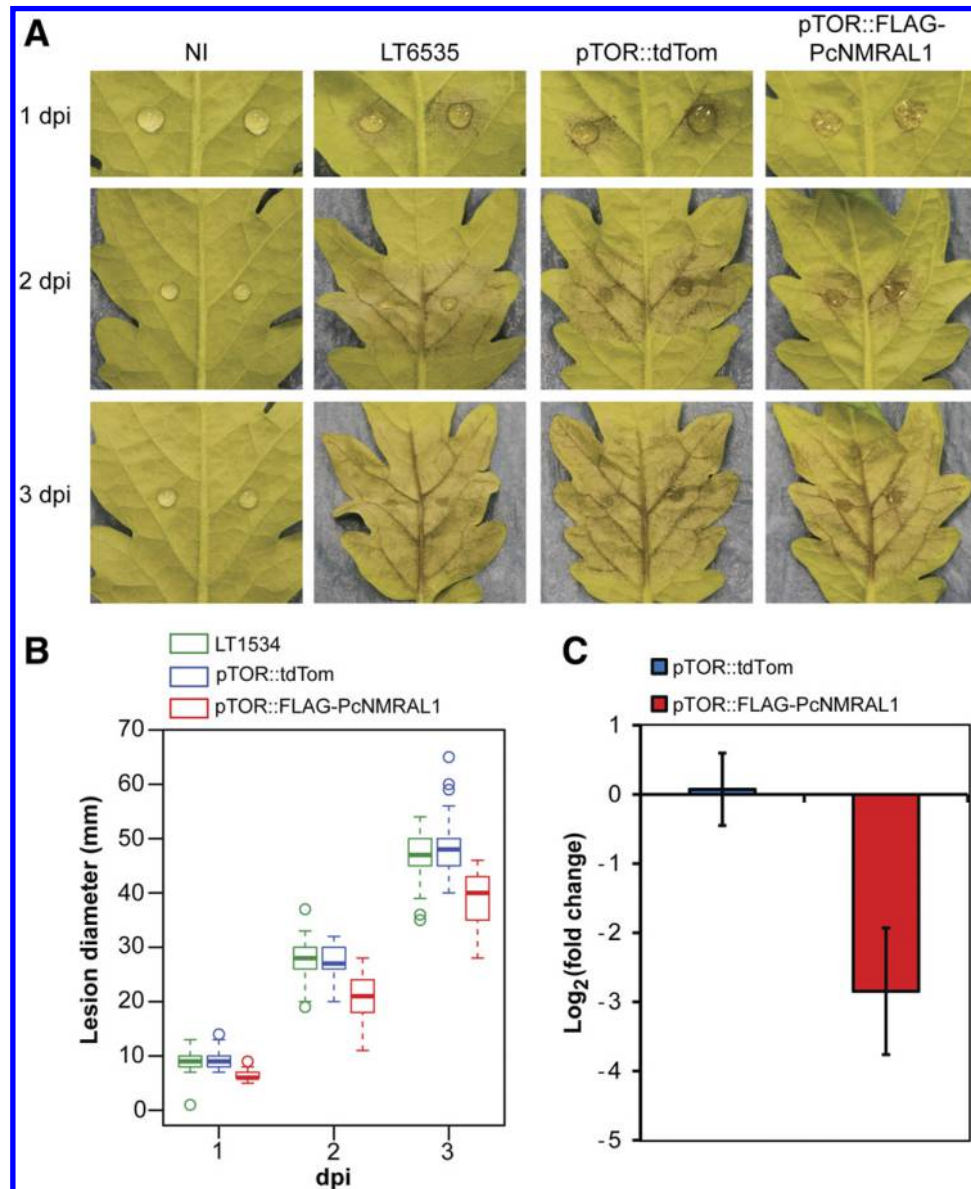 A
NI
LT6535
pTOR::tdTom
pTOR::FLAG-
PcNMRAL1
1 dpi
2 dpi
3 dpi
B
LT1534
pTOR::tdTom
pTOR::FLAG-PcNMRAL1
70
60
50
40
30
20
10
0
Lesion diameter (mm)
1
2
3
dpi
C
pTOR::tdTom
pTOR::FLAG-PcNMRAL1
1
0
-1
-2
-3
-4
-5
Log2(fold change)